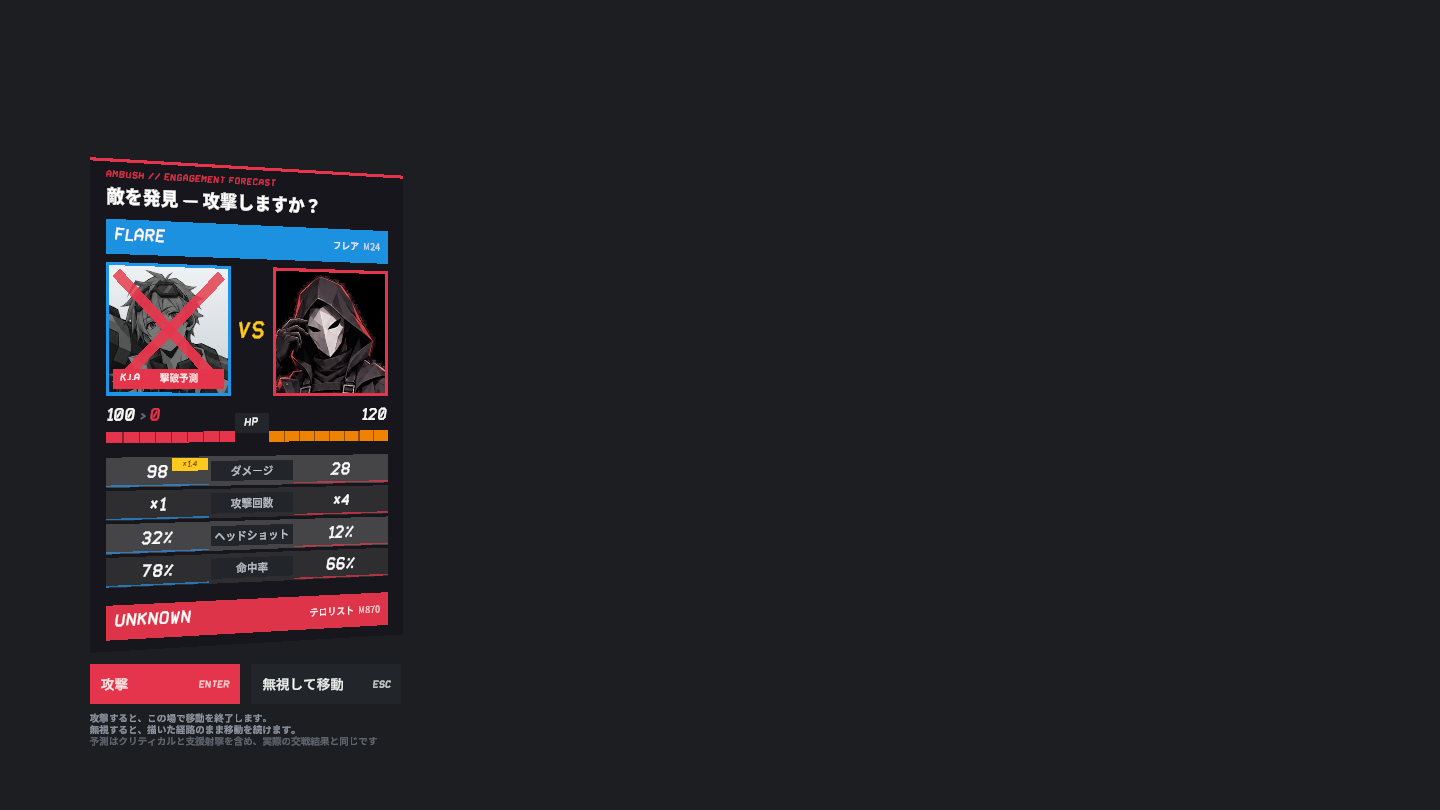 AMBUSH // ENGAGEMENT FORECAST
敵を発見 — 攻撃しますか？
FLARE フレア M24
VS
K.I.A 撃破予測
100 > 0 HP 120
98 ×1.4 ダメージ 28
×1 攻撃回数 ×4
32% ヘッドショット 12%
78% 命中率 66%
UNKNOWN テロリスト M870
攻撃 ENTER 無視して移動 ESC
攻撃すると、この場で移動を終了します。
無視すると、描いた経路のまま移動を続けます。
予測はクリティカルと支援射撃を含め、実際の交戦結果と同じです